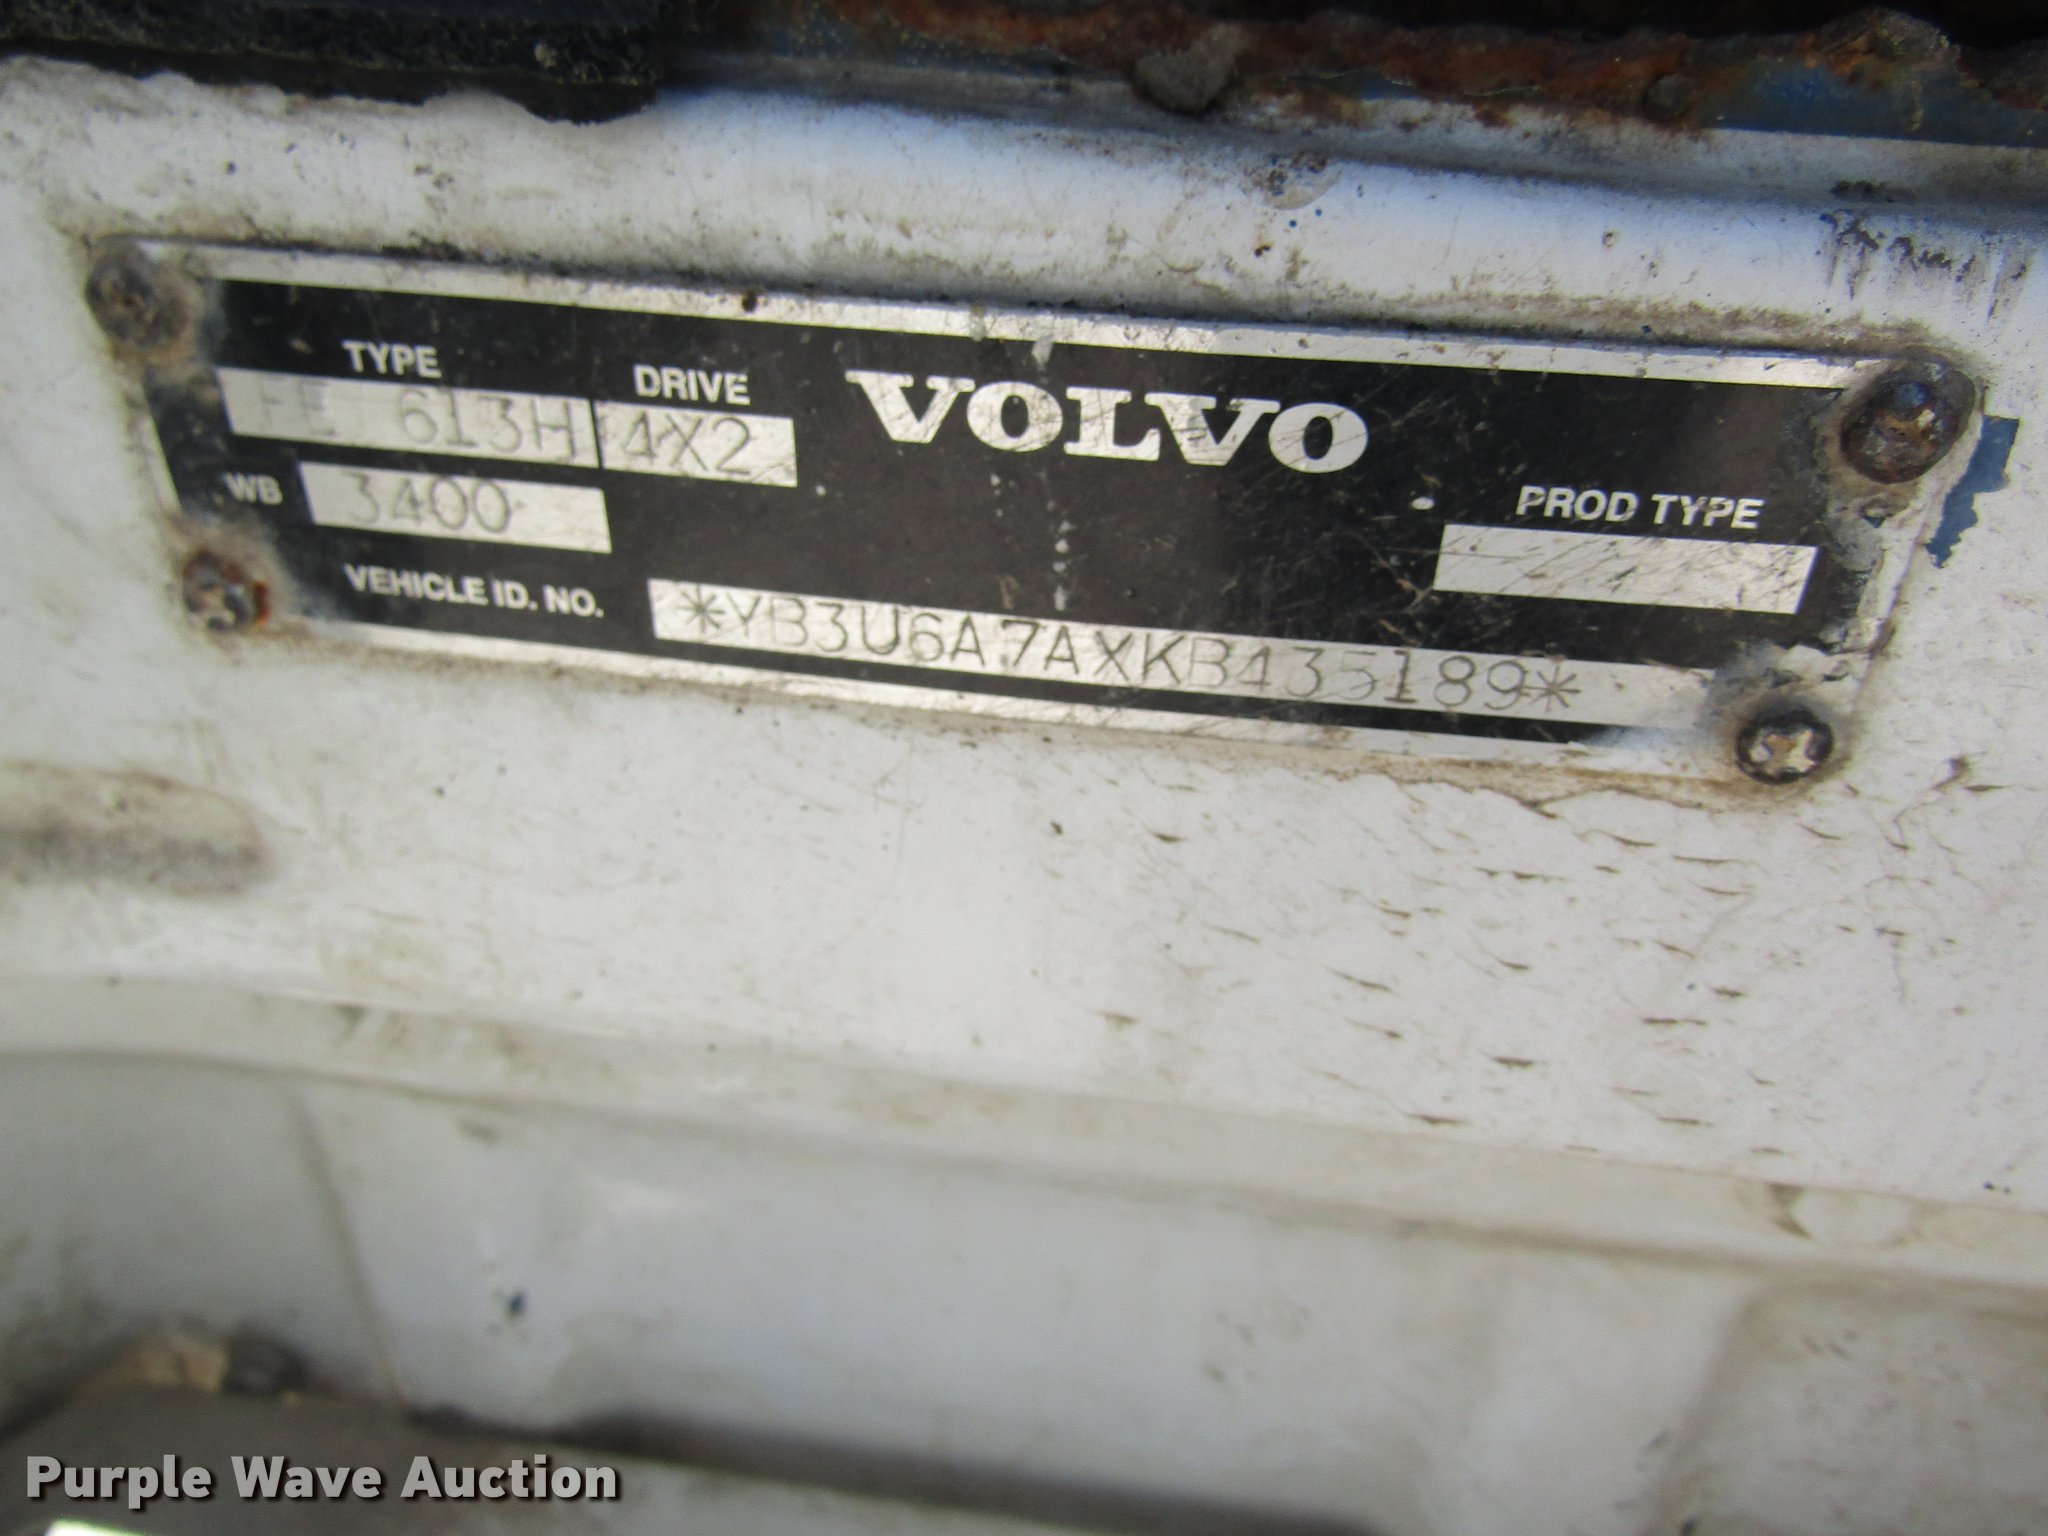 TYPE DRIVE VOLVO
FE 613H 4X2
WB 3400 PROD TYPE
VEHICLE ID. NO. *YB3U6A7AXKB435189*
Purple Wave Auction